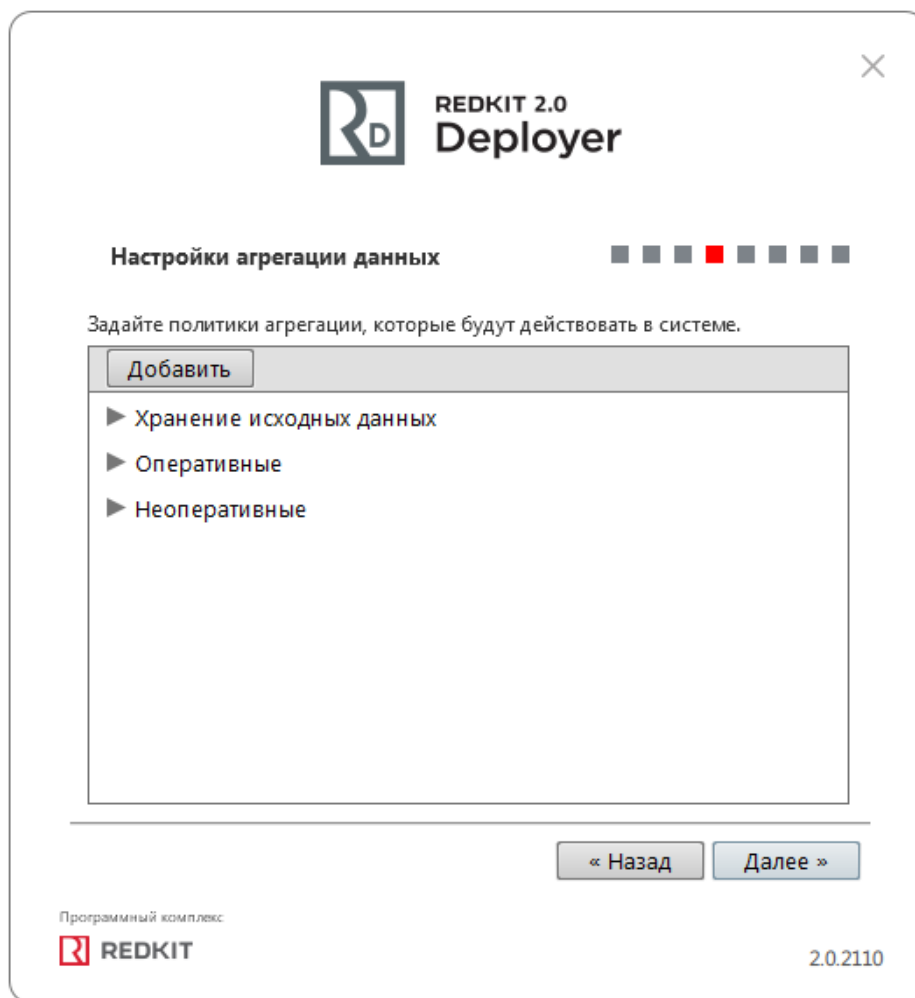 REDKIT 2.0
Deployer
Настройки агрегации данных
Задайте политики агрегации, которые будут действовать в системе.
Добавить
Хранение исходных данных
Оперативные
Неоперативные
« Назад
Далее »
Программный комплекс
REDKIT
2.0.2110